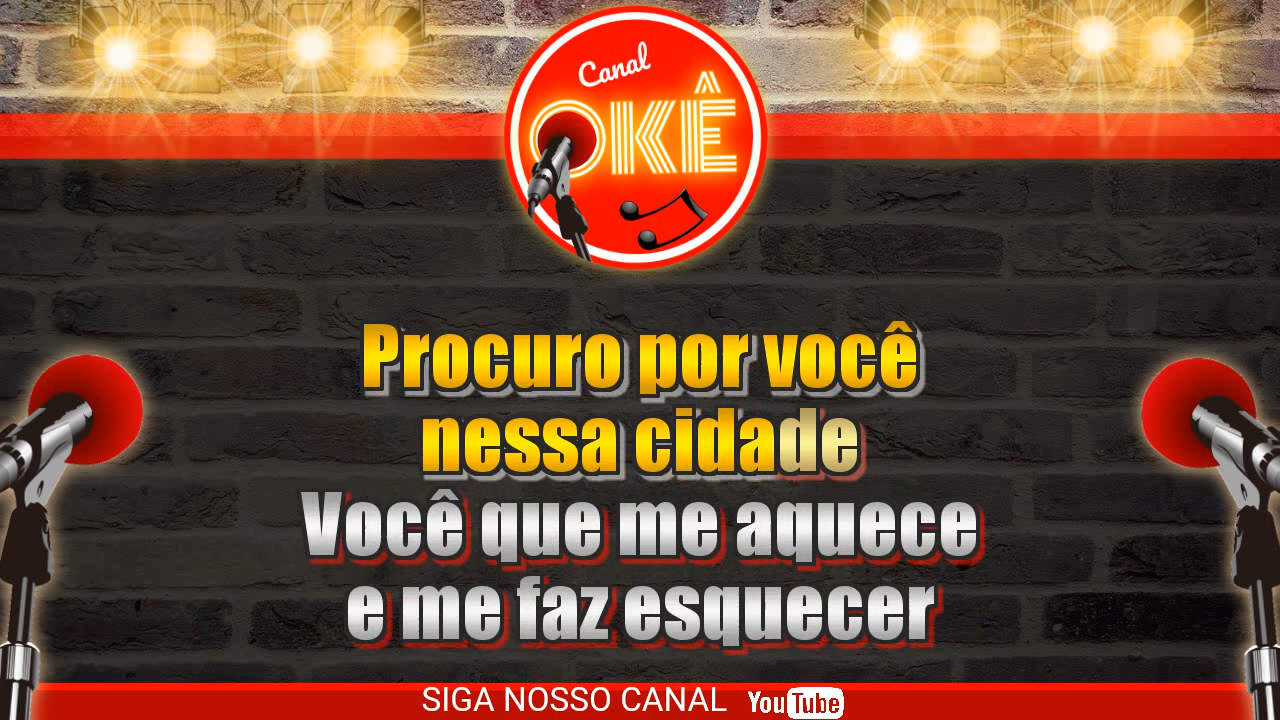 Canal
OKÊ
Procuro por você
nessa cidade
Você que me aquece
e me faz esquecer
SIGA NOSSO CANAL YouTube